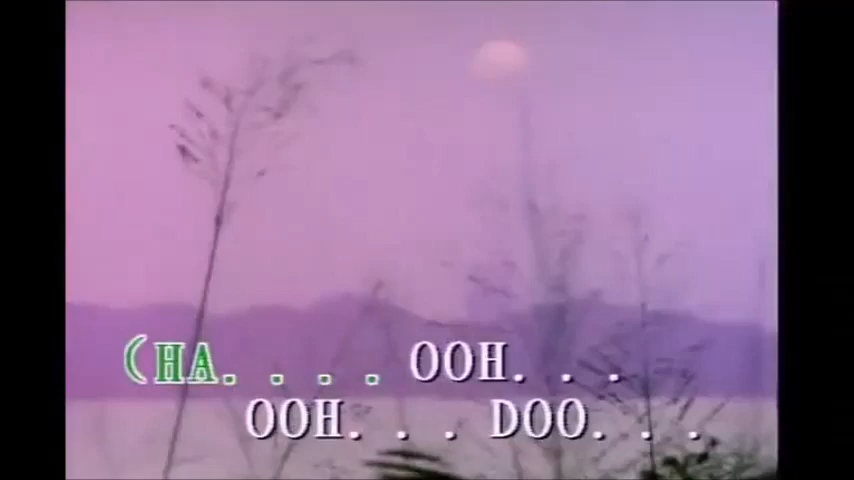 (HA. . . . OOH. . .
OOH. . . DOO. . .